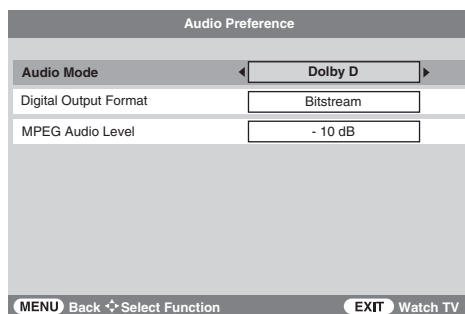 Audio Preference
Audio Mode Dolby D
Digital Output Format Bitstream
MPEG Audio Level - 10 dB
MENU Back Select Function EXIT Watch TV